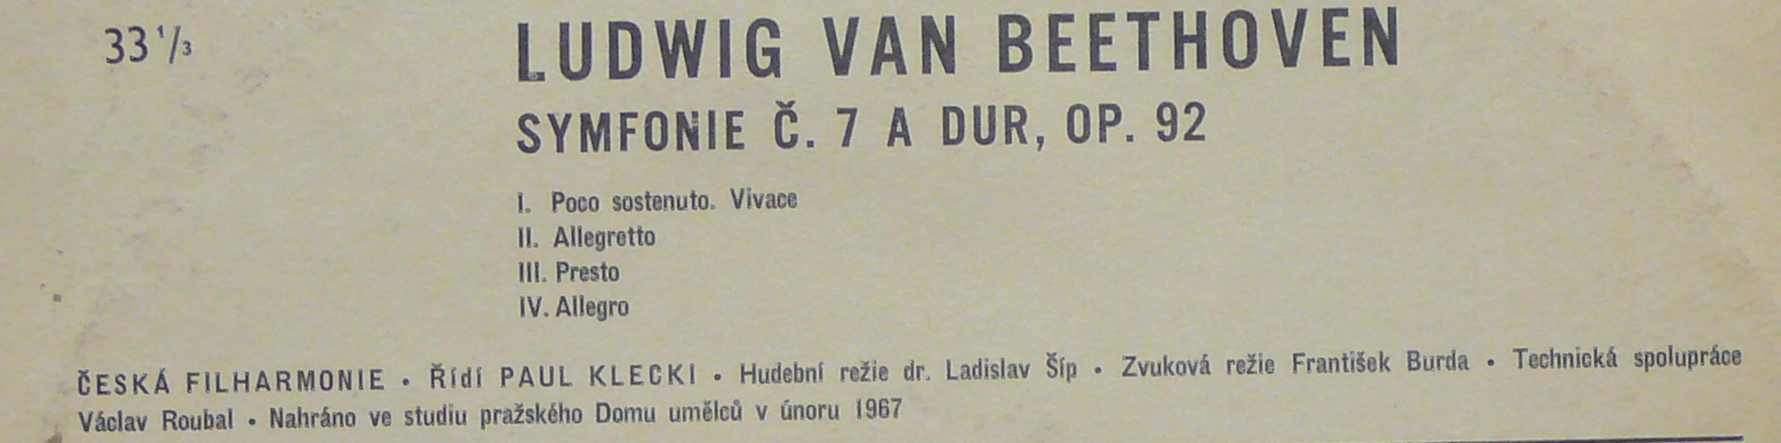 33 1/3
LUDWIG VAN BEETHOVEN
SYMFONIE Č. 7 A DUR, OP. 92
I. Poco sostenuto. Vivace
II. Allegretto
III. Presto
IV. Allegro
ČESKÁ FILHARMONIE • Řídí PAUL KLECKI • Hudební režie dr. Ladislav Šíp • Zvuková režie František Burda • Technická spolupráce
Václav Roubal • Nahráno ve studiu pražského Domu umělců v únoru 1967